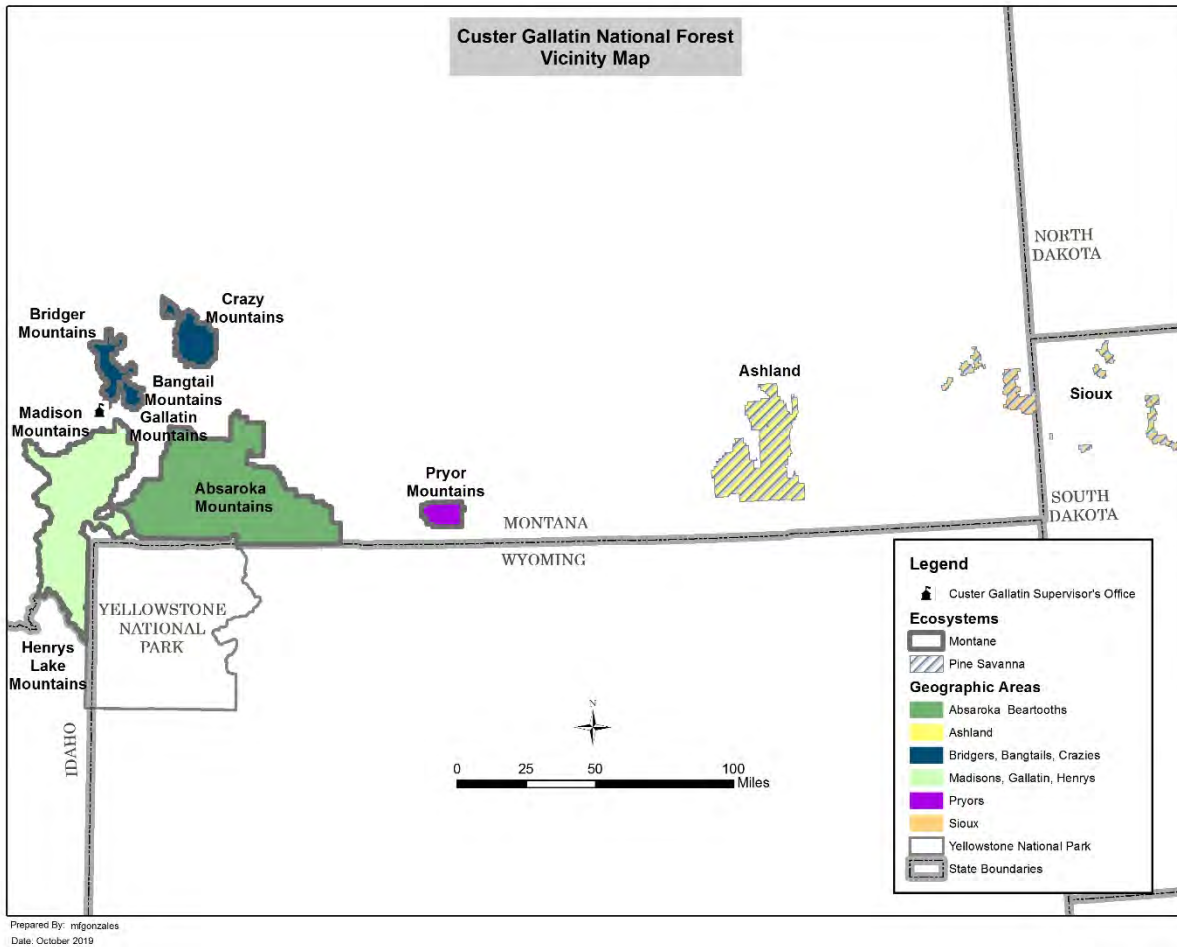 Custer Gallatin National Forest
Vicinity Map
NORTH
DAKOTA
Crazy
Mountains
Bridger
Mountains
Bangtail
Mountains
Gallatin
Mountains
Madison
Mountains
Ashland
Sioux
Absaroka
Mountains
Pryor
Mountains
MONTANA
WYOMING
SOUTH
DAKOTA
YELLOWSTONE
NATIONAL
PARK
Henrys
Lake
Mountains
IDAHO
N
0 25 50 100
Miles
Legend
Custer Gallatin Supervisor's Office
Ecosystems
Montane
Pine Savanna
Geographic Areas
Absaroka Beartooths
Ashland
Bridgers, Bangtails, Crazies
Madisons, Gallatin, Henrys
Pryors
Sioux
Yellowstone National Park
State Boundaries
Prepared By: mfgonzales
Date: October 2019